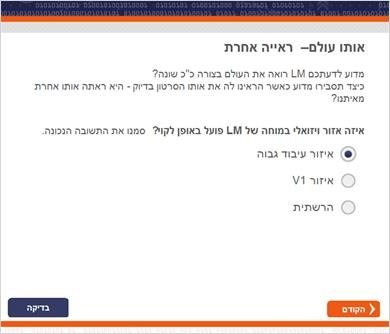 אותו עולם– ראייה אחרת
מדוע לדעתכם LM רואה את העולם בצורה כ"כ שונה?
כיצד תסבירו מדוע כאשר הראינו לה את אותו הסרטון בדיוק - היא ראתה אותו אחרת
מאיתנו?
איזה אזור ויזואלי במוחה של LM פועל באופן לקוי? סמנו את התשובה הנכונה.
איזור עיבוד גבוה
איזור V1
הרשתית
הקודם
בדיקה